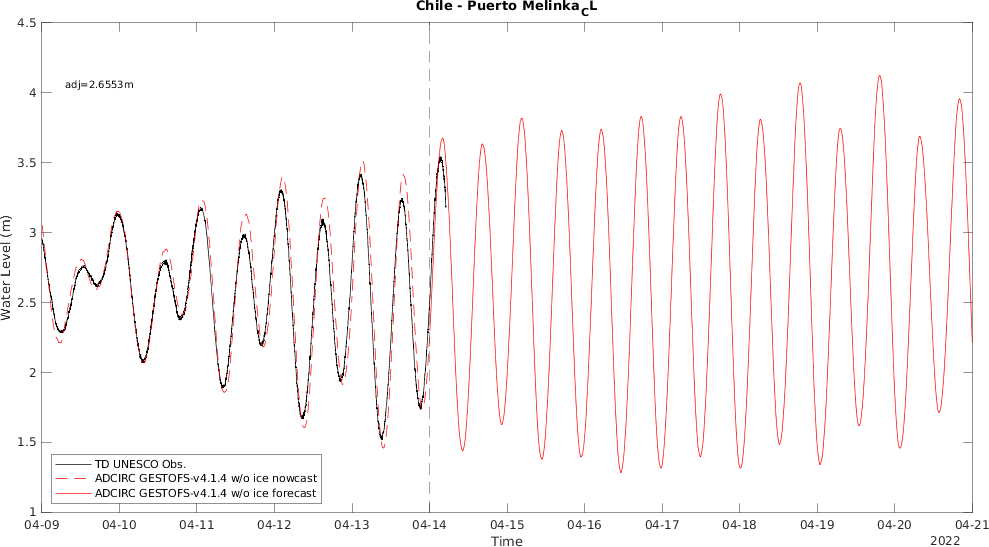 Chile - Puerto Melinka_CL
4.5
4
3.5
3
2.5
2
1.5
1
Water Level (m)
adj=2.6553m
TD UNESCO Obs.
ADCIRC GESTOFS-v4.1.4 w/o ice nowcast
ADCIRC GESTOFS-v4.1.4 w/o ice forecast
04-09 04-10 04-11 04-12 04-13 04-14 04-15 04-16 04-17 04-18 04-19 04-20 04-21
Time
2022